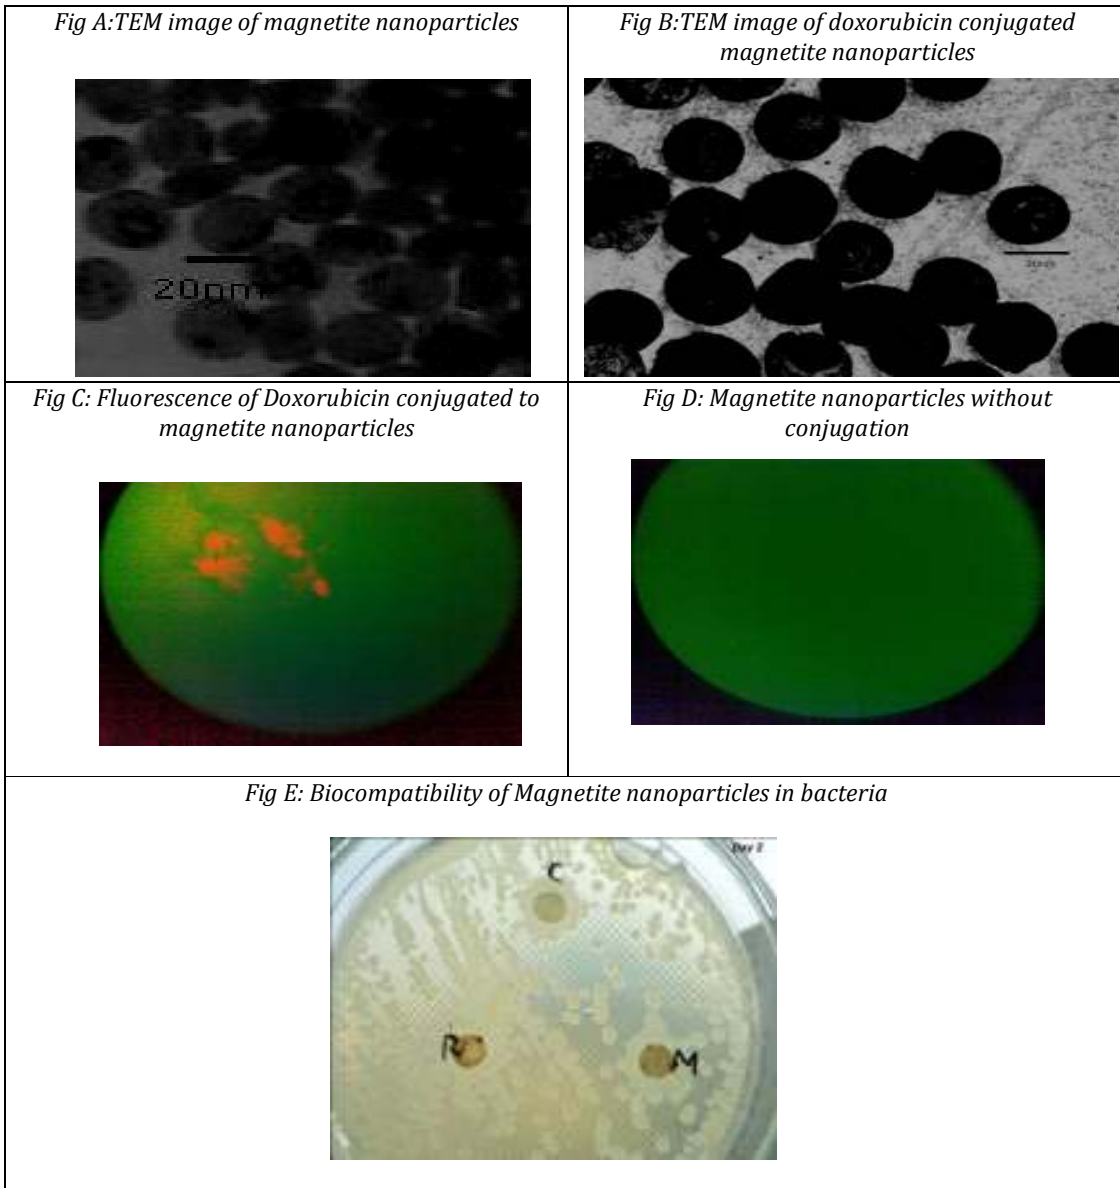 Fig A:TEM image of magnetite nanoparticles
Fig B:TEM image of doxorubicin conjugated
magnetite nanoparticles
20nm
Fig C: Fluorescence of Doxorubicin conjugated to
magnetite nanoparticles
Fig D: Magnetite nanoparticles without
conjugation
Fig E: Biocompatibility of Magnetite nanoparticles in bacteria
Day
C
R
M